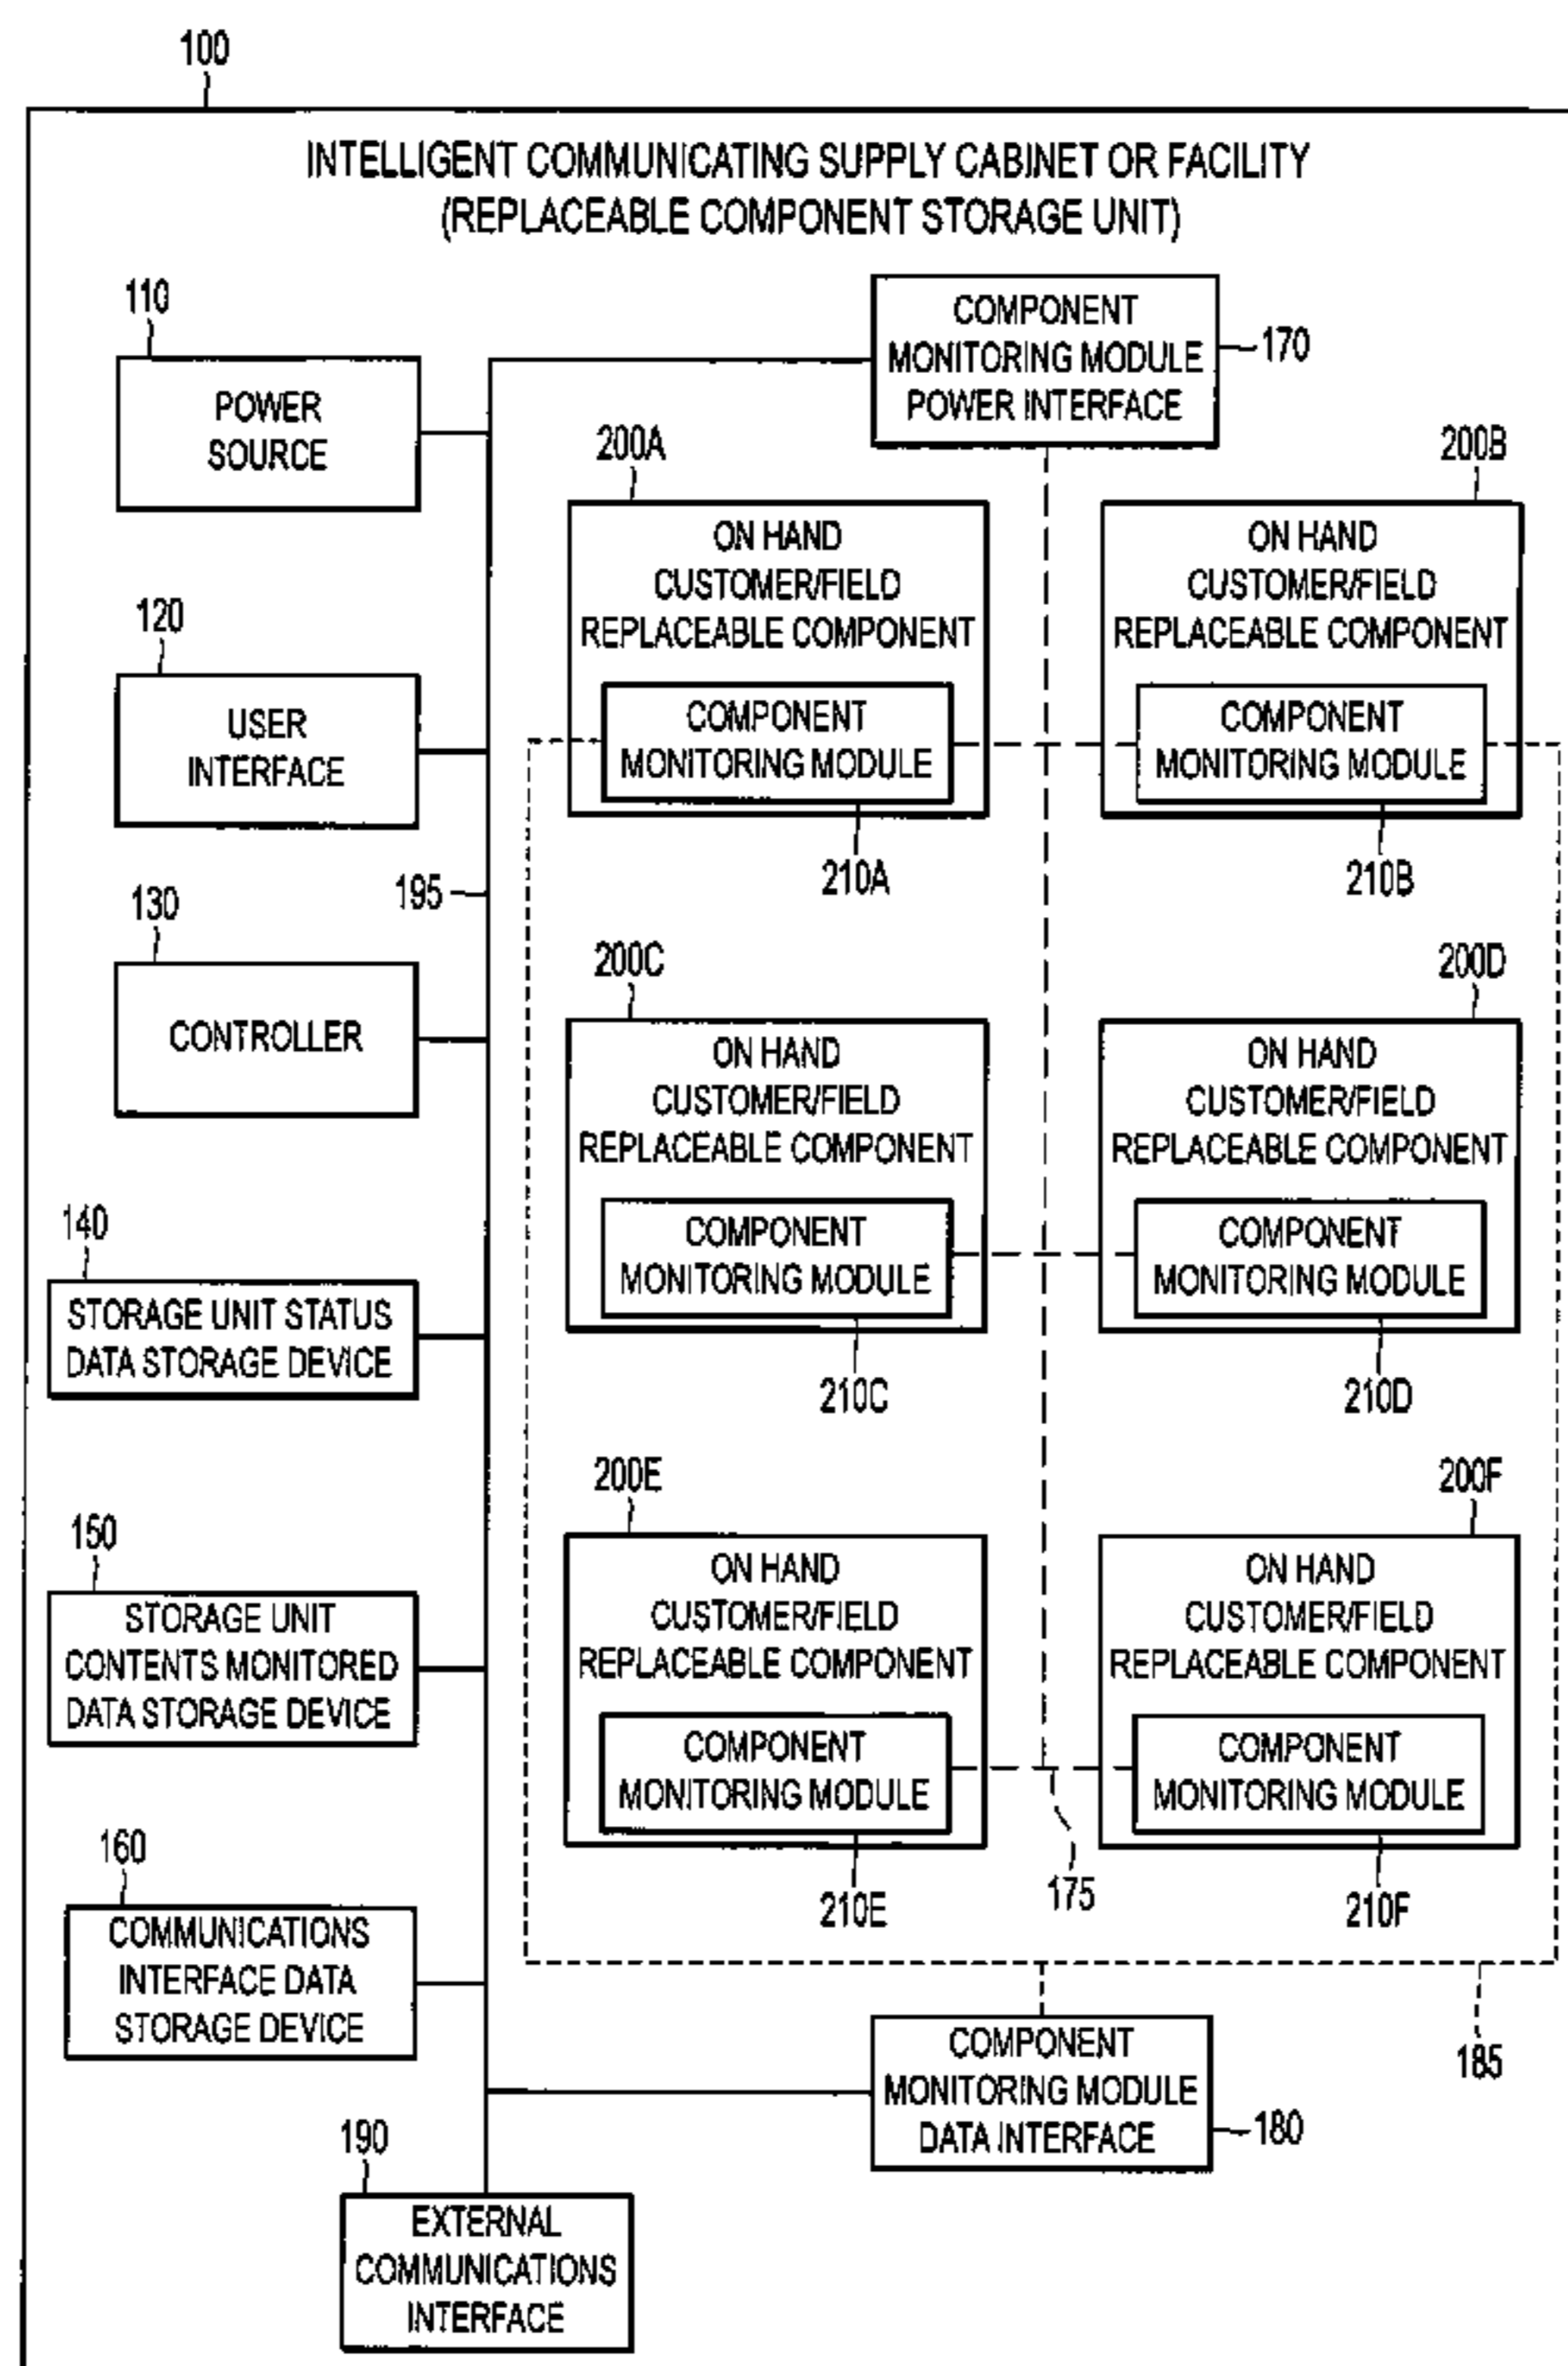 100
INTELLIGENT COMMUNICATING SUPPLY CABINET OR FACILITY
(REPLACEABLE COMPONENT STORAGE UNIT)
110
POWER
SOURCE
COMPONENT
MONITORING MODULE
POWER INTERFACE
170
200A
ON HAND
CUSTOMER/FIELD
REPLACEABLE COMPONENT
COMPONENT
MONITORING MODULE
210A
200B
ON HAND
CUSTOMER/FIELD
REPLACEABLE COMPONENT
COMPONENT
MONITORING MODULE
210B
120
USER
INTERFACE
195
130
CONTROLLER
200C
ON HAND
CUSTOMER/FIELD
REPLACEABLE COMPONENT
COMPONENT
MONITORING MODULE
210C
200D
ON HAND
CUSTOMER/FIELD
REPLACEABLE COMPONENT
COMPONENT
MONITORING MODULE
210D
140
STORAGE UNIT STATUS
DATA STORAGE DEVICE
150
STORAGE UNIT
CONTENTS MONITORED
DATA STORAGE DEVICE
200E
ON HAND
CUSTOMER/FIELD
REPLACEABLE COMPONENT
COMPONENT
MONITORING MODULE
210E
175
200F
ON HAND
CUSTOMER/FIELD
REPLACEABLE COMPONENT
COMPONENT
MONITORING MODULE
210F
160
COMMUNICATIONS
INTERFACE DATA
STORAGE DEVICE
185
COMPONENT
MONITORING MODULE
DATA INTERFACE
180
190
EXTERNAL
COMMUNICATIONS
INTERFACE